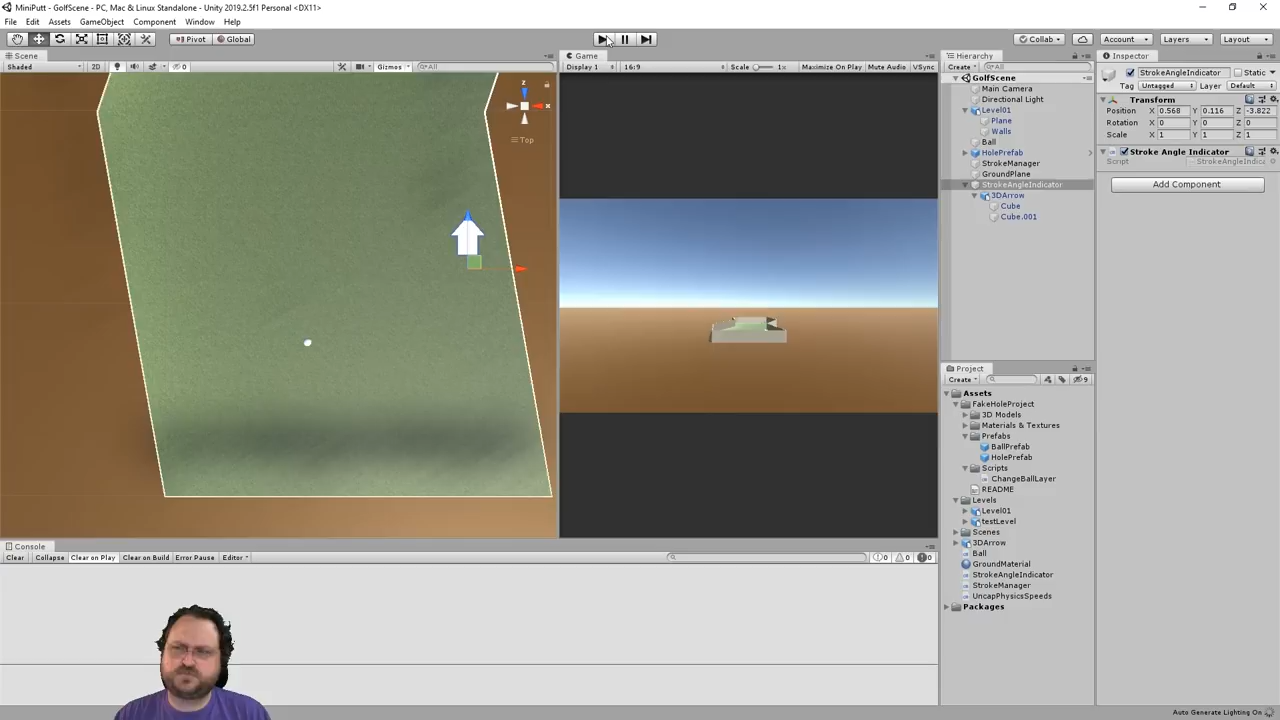 MiniPutt - GolfScene - PC, Mac & Linux Standalone - Unity 2019.2.5f1 Personal <DX11>
File Edit Assets GameObject Component Window Help
Pivot Global Collab Account Layers Layout
Scene Game Hierarchy Inspector
Shaded 2D 0 Gizmos All Display 1 16:9 Scale 1x Maximize On Play Mute Audio VSync Create All
StrokeAngleIndicator Static
Tag Untagged Layer Default
Transform
Position X 0.568 Y 0.116 Z -3.822
Rotation X 0 Y 0 Z 0
Scale X 1 Y 1 Z 1
Stroke Angle Indicator
Script StrokeAngleIndica
Add Component
z
x
Top
GolfScene
Main Camera
Directional Light
Level01
Plane
Walls
Ball
HolePrefab
StrokeManager
GroundPlane
StrokeAngleIndicator
3DArrow
Cube
Cube.001
Project
Create 9
Assets
FakeHoleProject
3D Models
Materials & Textures
Prefabs
BallPrefab
HolePrefab
Scripts
ChangeBallLayer
README
Levels
Level01
testLevel
Scenes
3DArrow
Ball
GroundMaterial
StrokeAngleIndicator
StrokeManager
UncapPhysicsSpeeds
Packages
Console
Clear Collapse Clear on Play Clear on Build Error Pause Editor 0 0 0
Auto Generate Lighting On